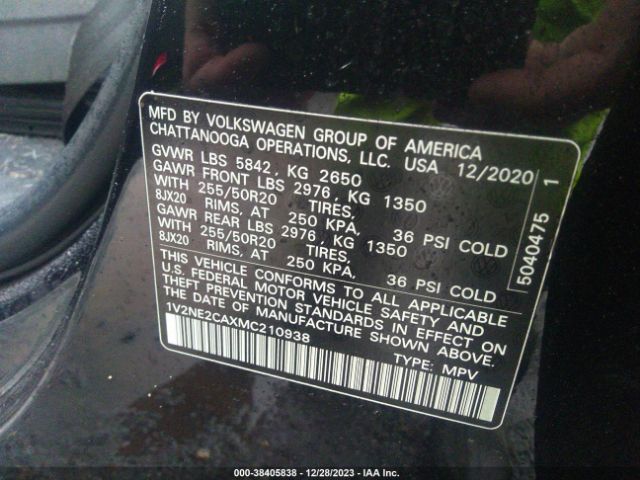 MFD BY VOLKSWAGEN GROUP OF AMERICA
CHATTANOOGA OPERATIONS, LLC. USA 12/2020
GVWR LBS 5842 , KG 2650
GAWR FRONT LBS 2976 , KG 1350
WITH 255/50R20 TIRES,
8JX20 RIMS, AT 250 KPA, 36 PSI COLD
GAWR REAR LBS 2976 , KG 1350
WITH 255/50R20 TIRES,
8JX20 RIMS, AT 250 KPA, 36 PSI COLD
THIS VEHICLE CONFORMS TO ALL APPLICABLE
U.S. FEDERAL MOTOR VEHICLE SAFETY AND
THEFT PREVENTION STANDARDS IN EFFECT ON
THE DATE OF MANUFACTURE SHOWN ABOVE.
1V2NE2CAXMC210938
TYPE: MPV
5040475 1
000-38405838 - 12/28/2023 - IAA Inc.